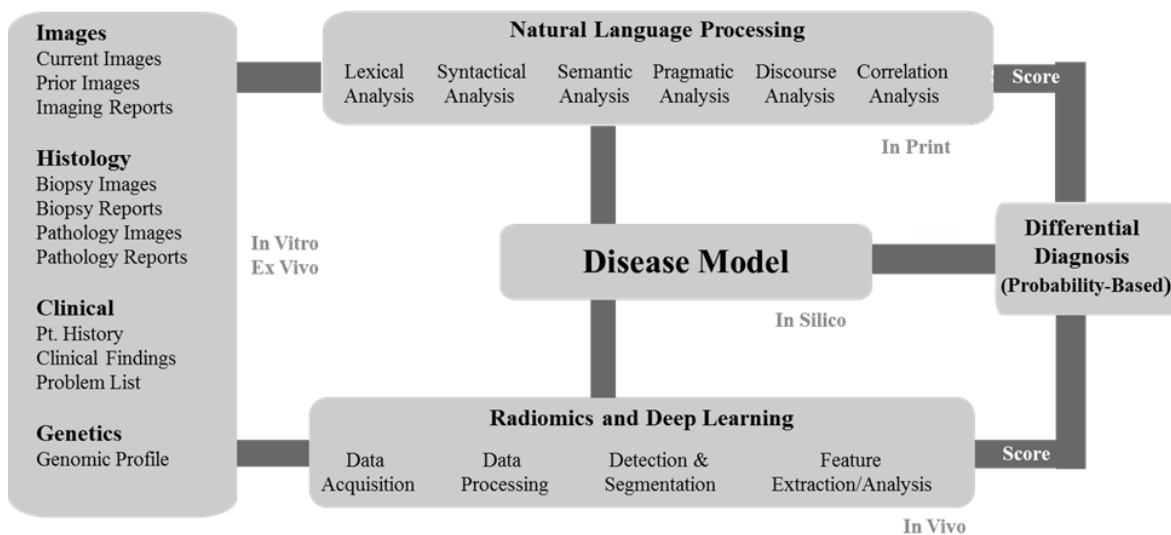 Images
Current Images
Prior Images
Imaging Reports
Histology
Biopsy Images
Biopsy Reports
Pathology Images
Pathology Reports
Clinical
Pt. History
Clinical Findings
Problem List
Genetics
Genomic Profile
In Vitro
Ex Vivo
Natural Language Processing
Lexical Analysis
Syntactical Analysis
Semantic Analysis
Pragmatic Analysis
Discourse Analysis
Correlation Analysis
In Print
Score
Disease Model
In Silico
Differential
Diagnosis
(Probability-Based)
Radiomics and Deep Learning
Data Acquisition
Data Processing
Detection & Segmentation
Feature Extraction/Analysis
In Vivo
Score